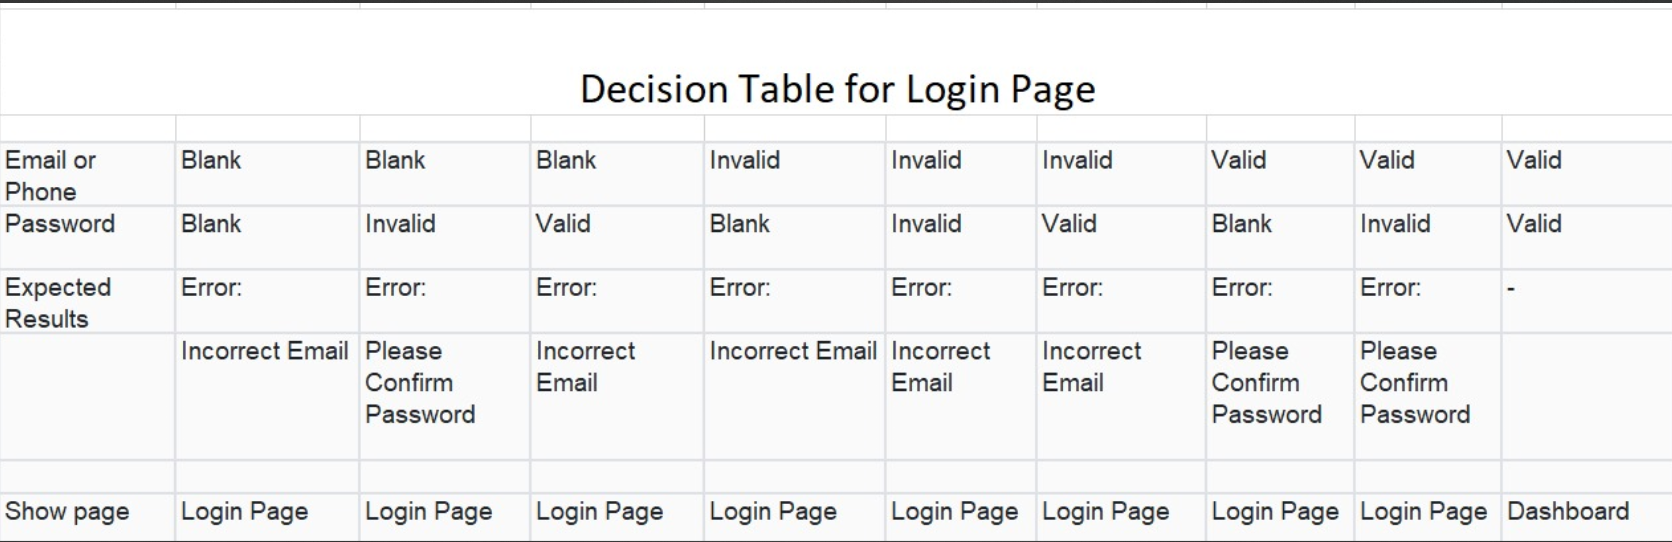 Decision Table for Login Page
Email or Phone Blank Blank Blank Invalid Invalid Invalid Valid Valid Valid
Password Blank Invalid Valid Blank Invalid Valid Blank Invalid Valid
Expected Results Error: Error: Error: Error: Error: Error: Error: Error: -
Incorrect Email Please Confirm Password Incorrect Email Incorrect Email Incorrect Email Incorrect Email Please Confirm Password Please Confirm Password
Show page Login Page Login Page Login Page Login Page Login Page Login Page Login Page Login Page Dashboard